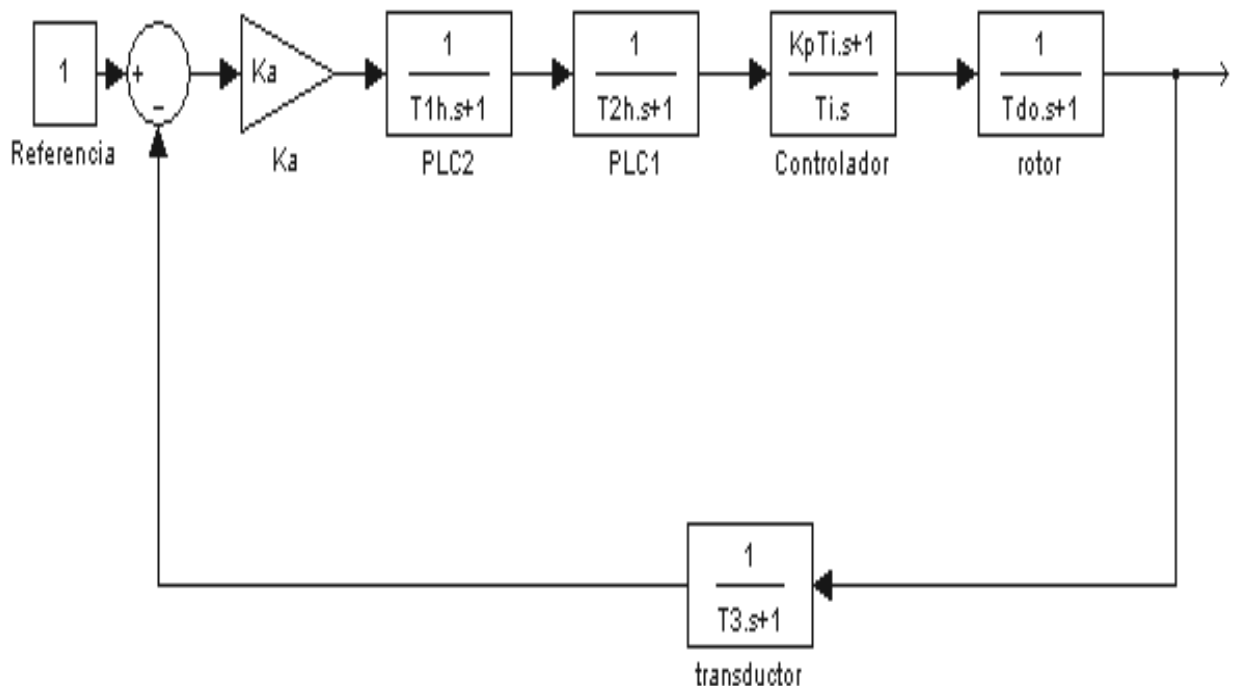 1
Referencia
+
−
Ka
Ka
1
T1h.s+1
PLC2
1
T2h.s+1
PLC1
KpTi.s+1
Ti.s
Controlador
1
Tdo.s+1
rotor
1
T3.s+1
transductor